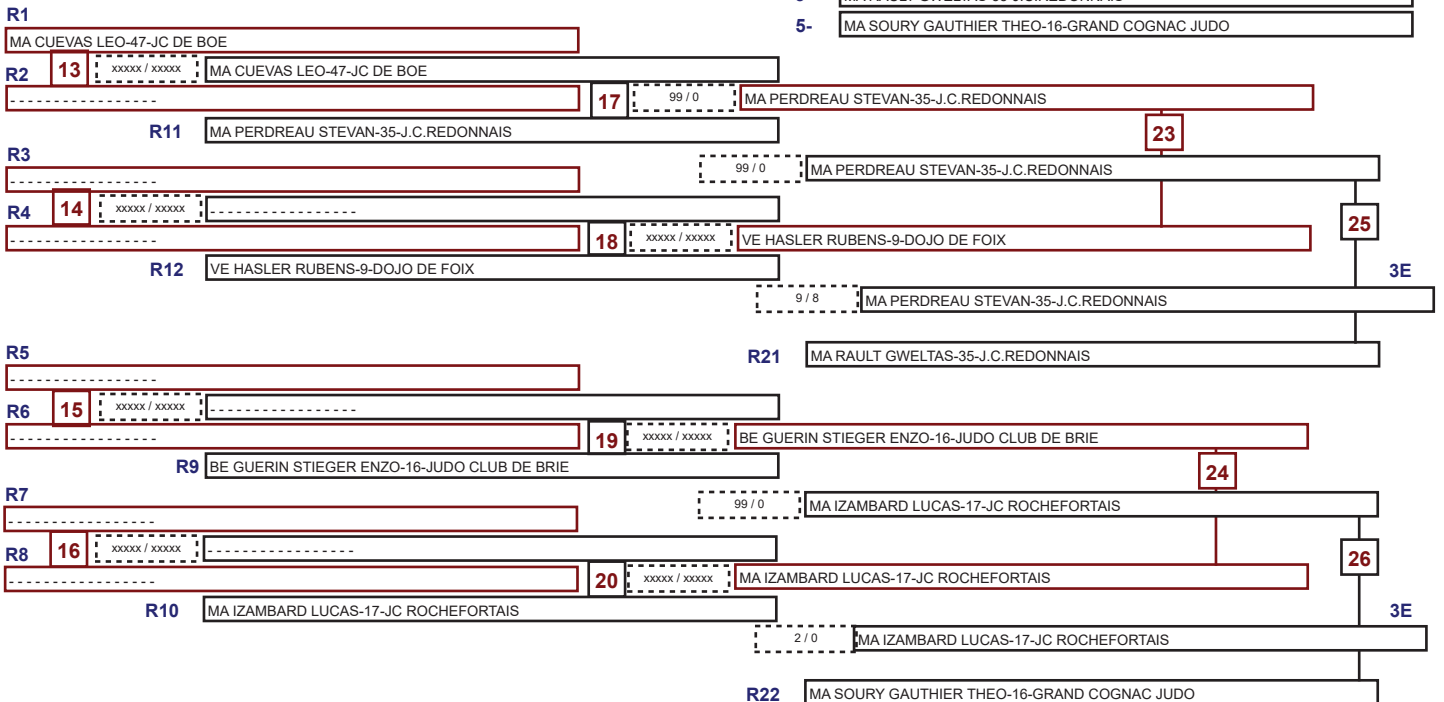 5- MA SOURY GAUTHIER THEO-16-GRAND COGNAC JUDO
R1
MA CUEVAS LEO-47-JC DE BOE
R2 13 xxxxx / xxxxx MA CUEVAS LEO-47-JC DE BOE
- - - - - - - - - - - - - - - - 17 99 / 0 MA PERDREAU STEVAN-35-J.C.REDONNAIS
R11 MA PERDREAU STEVAN-35-J.C.REDONNAIS 23
R3
99 / 0 MA PERDREAU STEVAN-35-J.C.REDONNAIS
- - - - - - - - - - - - - - - -
R4 14 xxxxx / xxxxx - - - - - - - - - - - - - - - - 25
- - - - - - - - - - - - - - - - 18 xxxxx / xxxxx VE HASLER RUBENS-9-DOJO DE FOIX
R12 VE HASLER RUBENS-9-DOJO DE FOIX 3E
9 / 8 MA PERDREAU STEVAN-35-J.C.REDONNAIS
R5
R21 MA RAULT GWELTAS-35-J.C.REDONNAIS
- - - - - - - - - - - - - - - -
R6 15 xxxxx / xxxxx - - - - - - - - - - - - - - - -
- - - - - - - - - - - - - - - - 19 xxxxx / xxxxx BE GUERIN STIEGER ENZO-16-JUDO CLUB DE BRIE
R9 BE GUERIN STIEGER ENZO-16-JUDO CLUB DE BRIE 24
R7
99 / 0 MA IZAMBARD LUCAS-17-JC ROCHEFORTAIS
- - - - - - - - - - - - - - - -
R8 16 xxxxx / xxxxx - - - - - - - - - - - - - - - - 26
- - - - - - - - - - - - - - - - 20 xxxxx / xxxxx MA IZAMBARD LUCAS-17-JC ROCHEFORTAIS
R10 MA IZAMBARD LUCAS-17-JC ROCHEFORTAIS 3E
2 / 0 MA IZAMBARD LUCAS-17-JC ROCHEFORTAIS
R22 MA SOURY GAUTHIER THEO-16-GRAND COGNAC JUDO